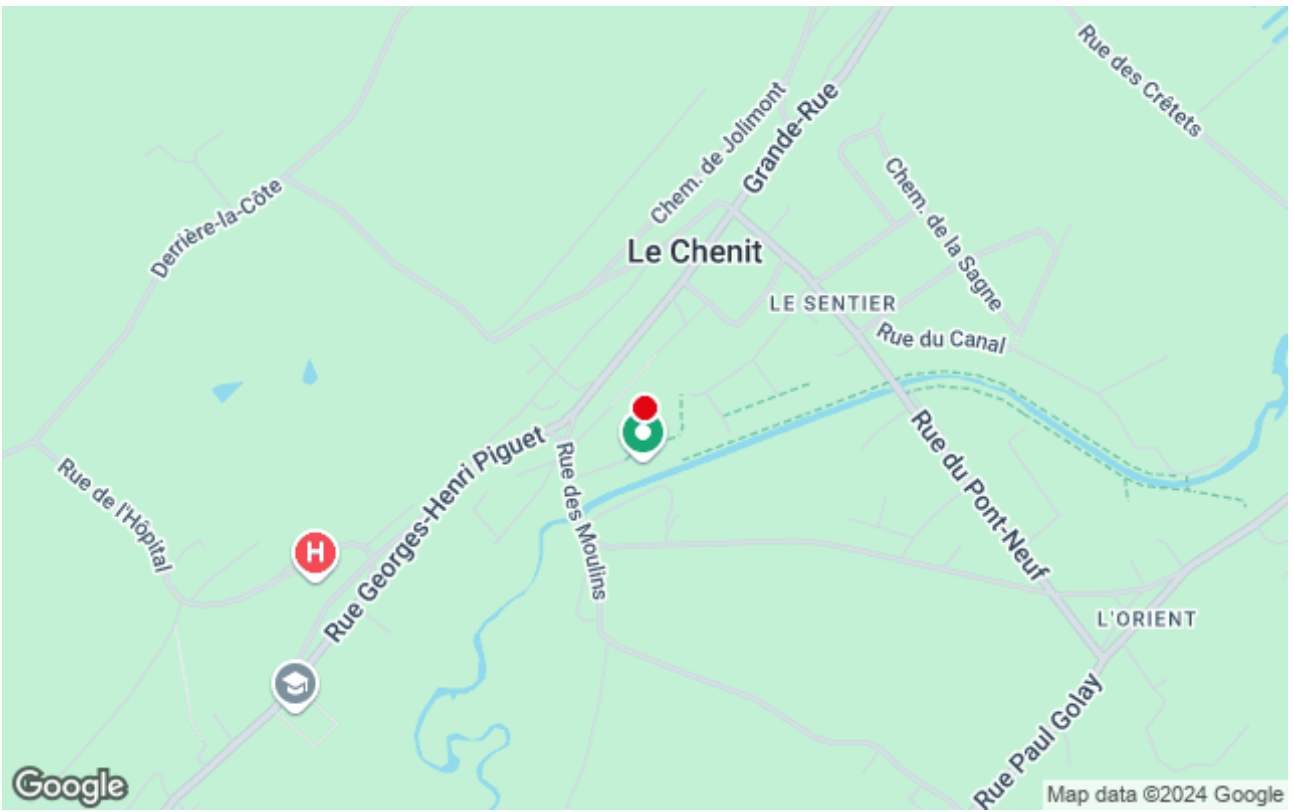 Rue des Crêtets
Chem. de Jolimont
Grande-Rue
Derrière-la-Côte
Chem. de la Sagne
Le Chenit
LE SENTIER
Rue du Canal
Rue de l'Hôpital
Rue Georges-Henri Piguet
Rue des Moulins
Rue du Pont-Neuf
H
L'ORIENT
Rue Paul Golay
Google
Map data ©2024 Google